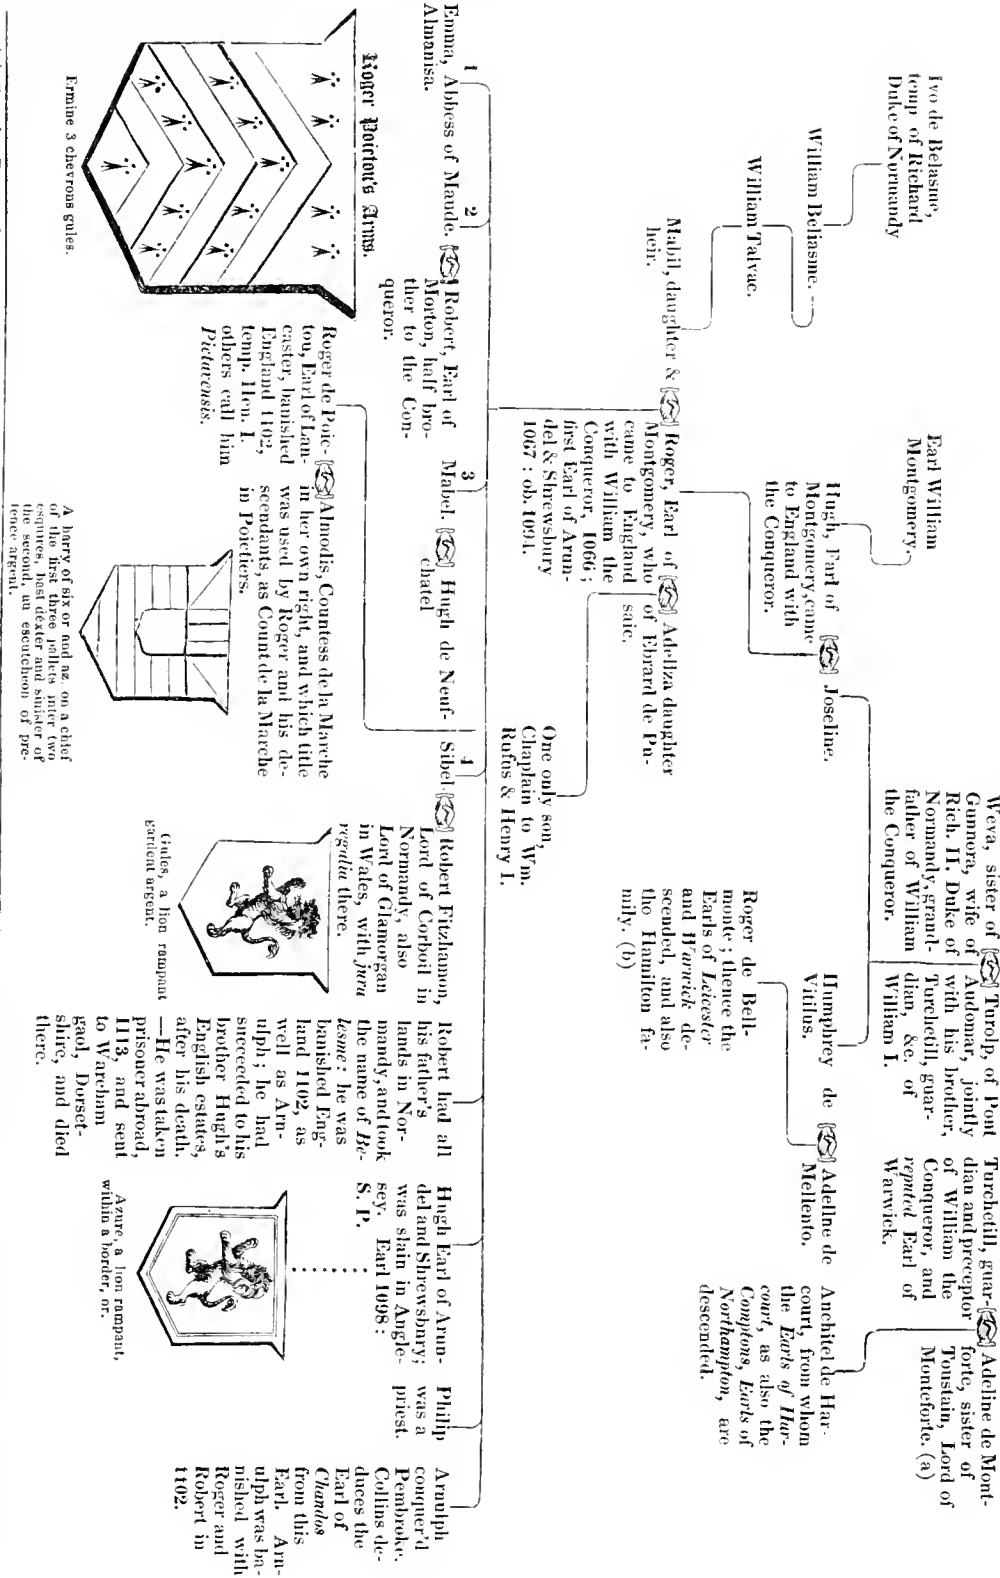 Weva, sister of
Gunnora, wife of
Rich. II. Duke of
Normandy, grand-
father of William
the Conqueror.
Turolp, of Pont
Audomar, jointly
with his brother,
Turchetill, guar-
dian, &c. of
William I.
Turchetill, guar-
dian and preceptor
of William the
Conqueror, and
reputed Earl of
Warwick.
Adeline de Mont-
forte, sister of
Toustain, Lord of
Monteforte. (a)
Ivo de Belasme,
temp of Richard
Duke of Normandy
Earl William
Montgomery.
William Beliasme.
Hugh, Earl of
Montgomery, came
to England with
the Conqueror.
Joseline.
Humphrey de
Vitilus.
Adeline de
Mellento.
Anchitel de Har-
court, from whom
the Earls of Har-
court, as also the
Comptons, Earls of
Northampton, are
descended.
William Talvac.
Roger de Bell-
monte; thence the
Earls of Leicester
and Warwick de-
scended, and also
the Hamilton fa-
mily. (b)
Mabil, daughter &
heir.
Roger, Earl of
Montgomery, who
came to England
with William the
Conqueror, 1066;
first Earl of Arun-
del & Shrewsbury
1067: ob. 1094.
Adeliza daughter
of Ebrard de Pu-
saic.
One only son,
Chaplain to Wm.
Rufus & Henry I.
1
Emma, Abbess of
Almanisa.
2
Maude.
Robert, Earl of
Morton, half bro-
ther to the Con-
queror.
3
Mabel.
Hugh de Neuf-
chatel
4
Sibel.
Robert Fitzhamon,
Lord of Corboil in
Normandy, also
Lord of Glamorgan
in Wales, with jura
regalia there.
Robert had all
his father's
lands in Nor-
mandy, and took
the name of Be-
lesme: he was
banished Eng-
land 1102, as
well as Arn-
ulph; he had
succeeded to his
brother Hugh's
English estates,
after his death.
—He was taken
prisoner abroad,
1113, and sent
to Wareham
gaol, Dorset-
shire, and died
there.
Hugh Earl of Arun-
del and Shrewsbury;
was slain in Angle-
sey. Earl 1098:
S. P.
Philip
was a
priest.
Arnulph
conquer'd
Pembroke.
Collins de-
duces the
Earl of
Chandos
from this
Earl. Arn-
ulph was ba-
nished with
Roger and
Robert in
1102.
Roger Poictou's Arms.
Ermine 3 chevrons gules.
Roger de Poic-
tou, Earl of Lan-
caster, banished
England 1102,
temp. Hen. I.
others call him
Pictavensis.
Almodis, Countess de la Marche
in her own right, and which title
was used by Roger and his de-
scendants, as Count de la Marche
in Poictiers.
A barry of six or and az. on a chief
of the first three pallets inter two
esquires, bast dexter and sinister of
the second, an escutcheon of pre-
tence argent.
Gules, a lion rampant
gardent argent.
Azure, a lion rampant,
within a border, or.